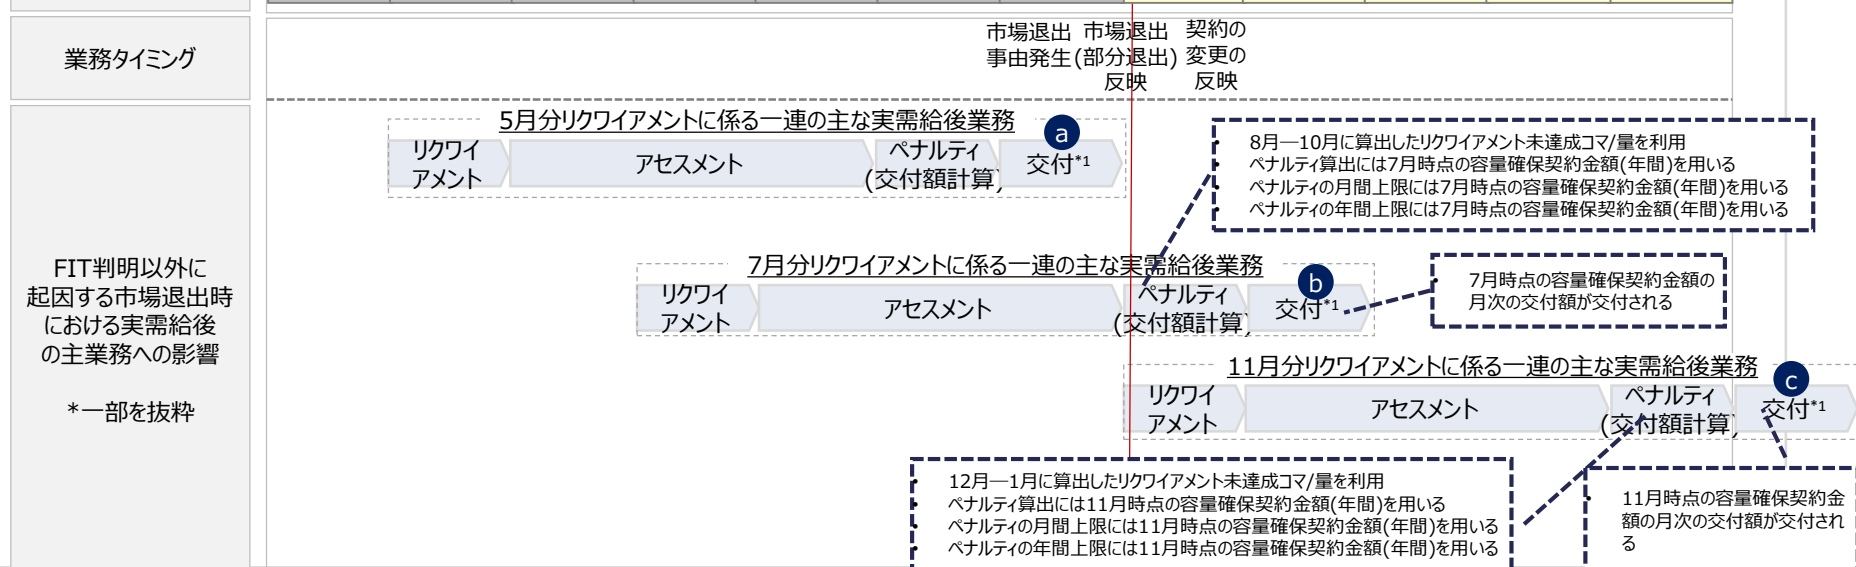 業務タイミング
市場退出
事由発生
市場退出
(部分退出)
反映
契約の
変更の
反映
FIT判明以外に
起因する市場退出時
における実需給後
の主業務への影響
*一部を抜粋
5月分リクワイアメントに係る一連の主な実需給後業務
a
リクワイ
アメント
アセスメント
ペナルティ
(交付額計算)
交付*1
• 8月―10月に算出したリクワイアメント未達成コマ/量を利用
• ペナルティ算出には7月時点の容量確保契約金額(年間)を用いる
• ペナルティの月間上限には7月時点の容量確保契約金額(年間)を用いる
• ペナルティの年間上限には7月時点の容量確保契約金額(年間)を用いる
7月分リクワイアメントに係る一連の主な実需給後業務
b
リクワイ
アメント
アセスメント
ペナルティ
(交付額計算)
交付*1
• 7月時点の容量確保契約金額の
月次の交付額が交付される
11月分リクワイアメントに係る一連の主な実需給後業務
c
リクワイ
アメント
アセスメント
ペナルティ
(交付額計算)
交付*1
• 12月―1月に算出したリクワイアメント未達成コマ/量を利用
• ペナルティ算出には11月時点の容量確保契約金額(年間)を用いる
• ペナルティの月間上限には11月時点の容量確保契約金額(年間)を用いる
• ペナルティの年間上限には11月時点の容量確保契約金額(年間)を用いる
• 11月時点の容量確保契約金
額の月次の交付額が交付され
る